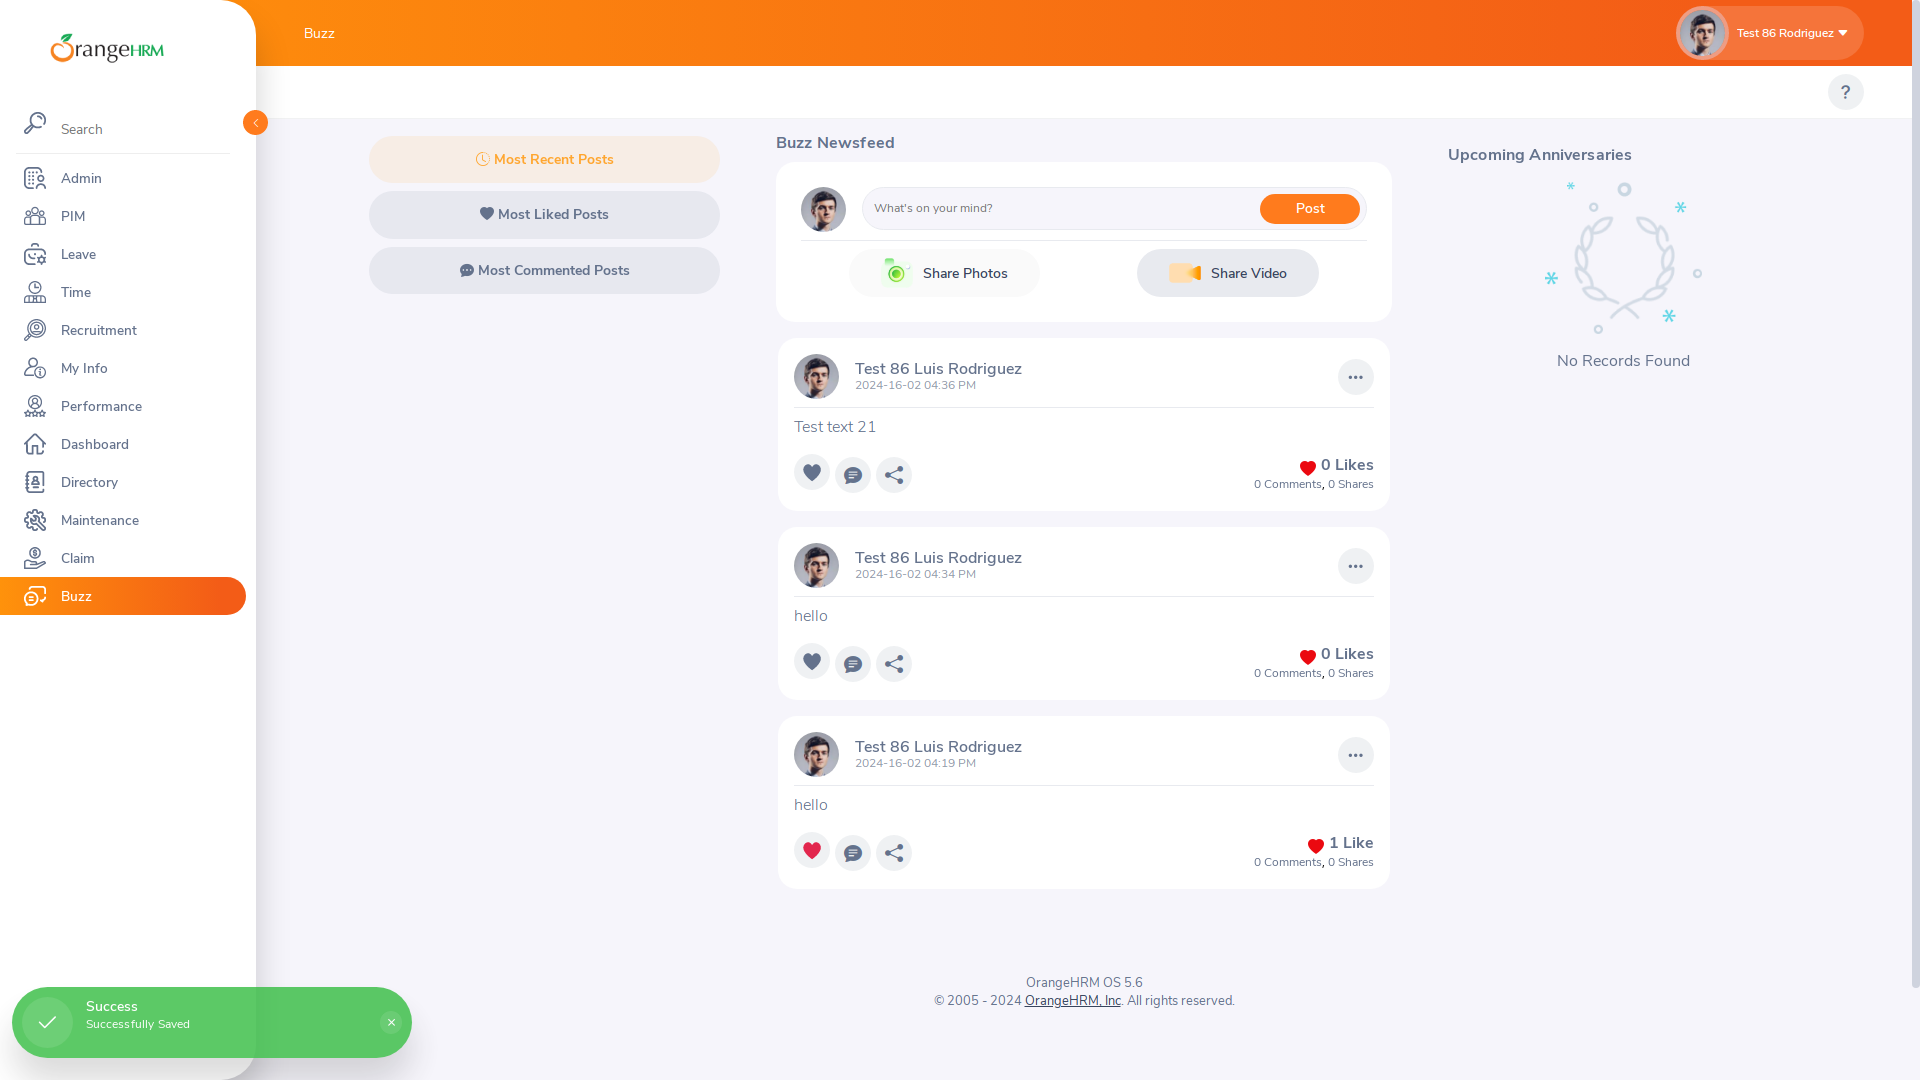 OrangeHRM
Search
Admin
PIM
Leave
Time
Recruitment
My Info
Performance
Dashboard
Directory
Maintenance
Claim
Buzz
Buzz
Test 86 Rodriguez
?
Most Recent Posts
Most Liked Posts
Most Commented Posts
Buzz Newsfeed
What's on your mind?
Post
Share Photos
Share Video
Test 86 Luis Rodriguez
2024-16-02 04:36 PM
Test text 21
0 Likes
0 Comments, 0 Shares
Test 86 Luis Rodriguez
2024-16-02 04:34 PM
hello
0 Likes
0 Comments, 0 Shares
Test 86 Luis Rodriguez
2024-16-02 04:19 PM
hello
1 Like
0 Comments, 0 Shares
Upcoming Anniversaries
No Records Found
OrangeHRM OS 5.6
© 2005 - 2024 OrangeHRM, Inc. All rights reserved.
Success
Successfully Saved
×